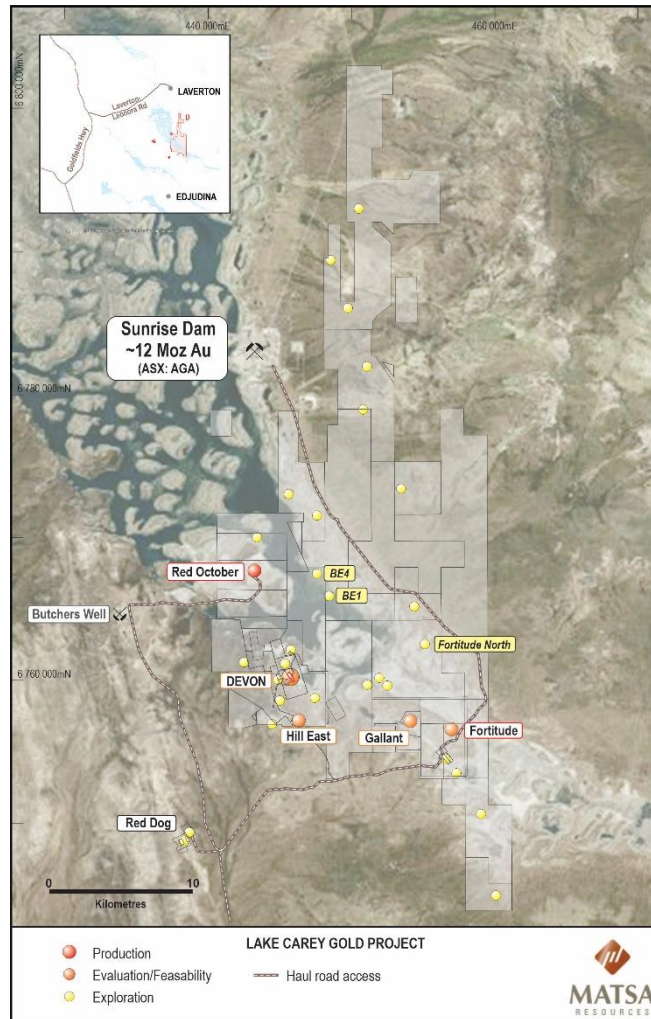 440 000mE
460 000mE
6 800 000mN
LAVERTON
Laverton
Leonora Rd
Goldfields Hwy
EDJUDINA
Sunrise Dam
~12 Moz Au
(ASX: AGA)
6 780 000mN
Red October
BE4
BE1
Butchers Well
Fortitude North
6 760 000mN
DEVON
Hill East
Gallant
Fortitude
Red Dog
0 10
Kilometres
LAKE CAREY GOLD PROJECT
Production
Evaluation/Feasability
Haul road access
Exploration
MATSA
RESOURCES